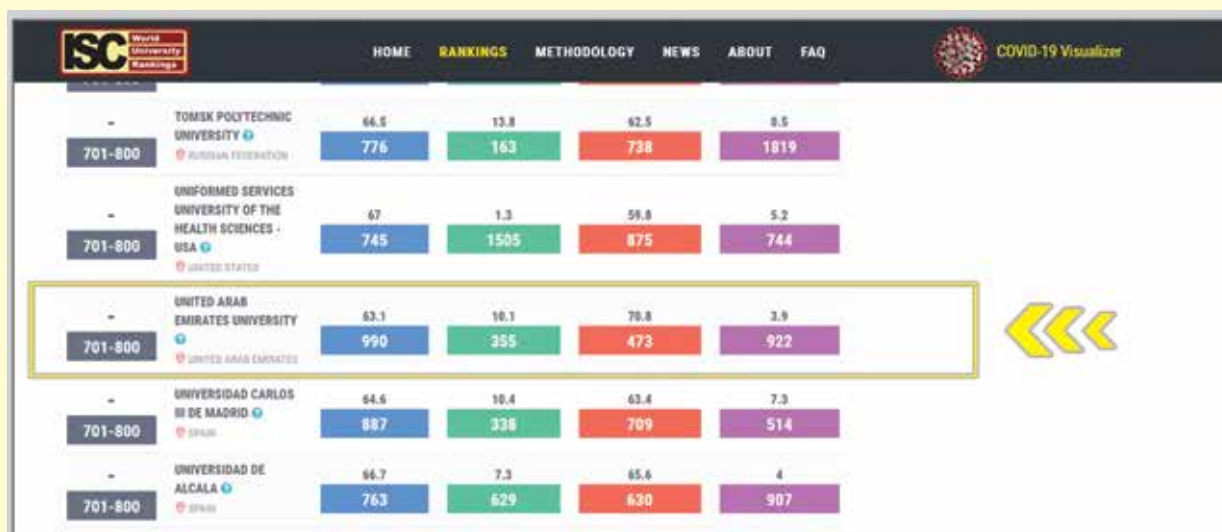 ISC World University Rankings
HOME RANKINGS METHODOLOGY NEWS ABOUT FAQ
COVID-19 Visualizer
-
701-800
TOMSK POLYTECHNIC
UNIVERSITY
RUSSIAN FEDERATION
66.5 13.8 62.5 0.5
776 163 738 1819
-
701-800
UNIFORMED SERVICES
UNIVERSITY OF THE
HEALTH SCIENCES -
USA
UNITED STATES
67 1.3 59.8 5.2
745 1505 875 744
-
701-800
UNITED ARAB
EMIRATES UNIVERSITY
UNITED ARAB EMIRATES
63.1 10.1 70.8 3.9
990 355 473 922
-
701-800
UNIVERSIDAD CARLOS
III DE MADRID
SPAIN
64.6 10.4 63.4 7.3
887 338 709 514
-
701-800
UNIVERSIDAD DE
ALCALA
SPAIN
66.7 7.3 65.6 4
763 629 630 907